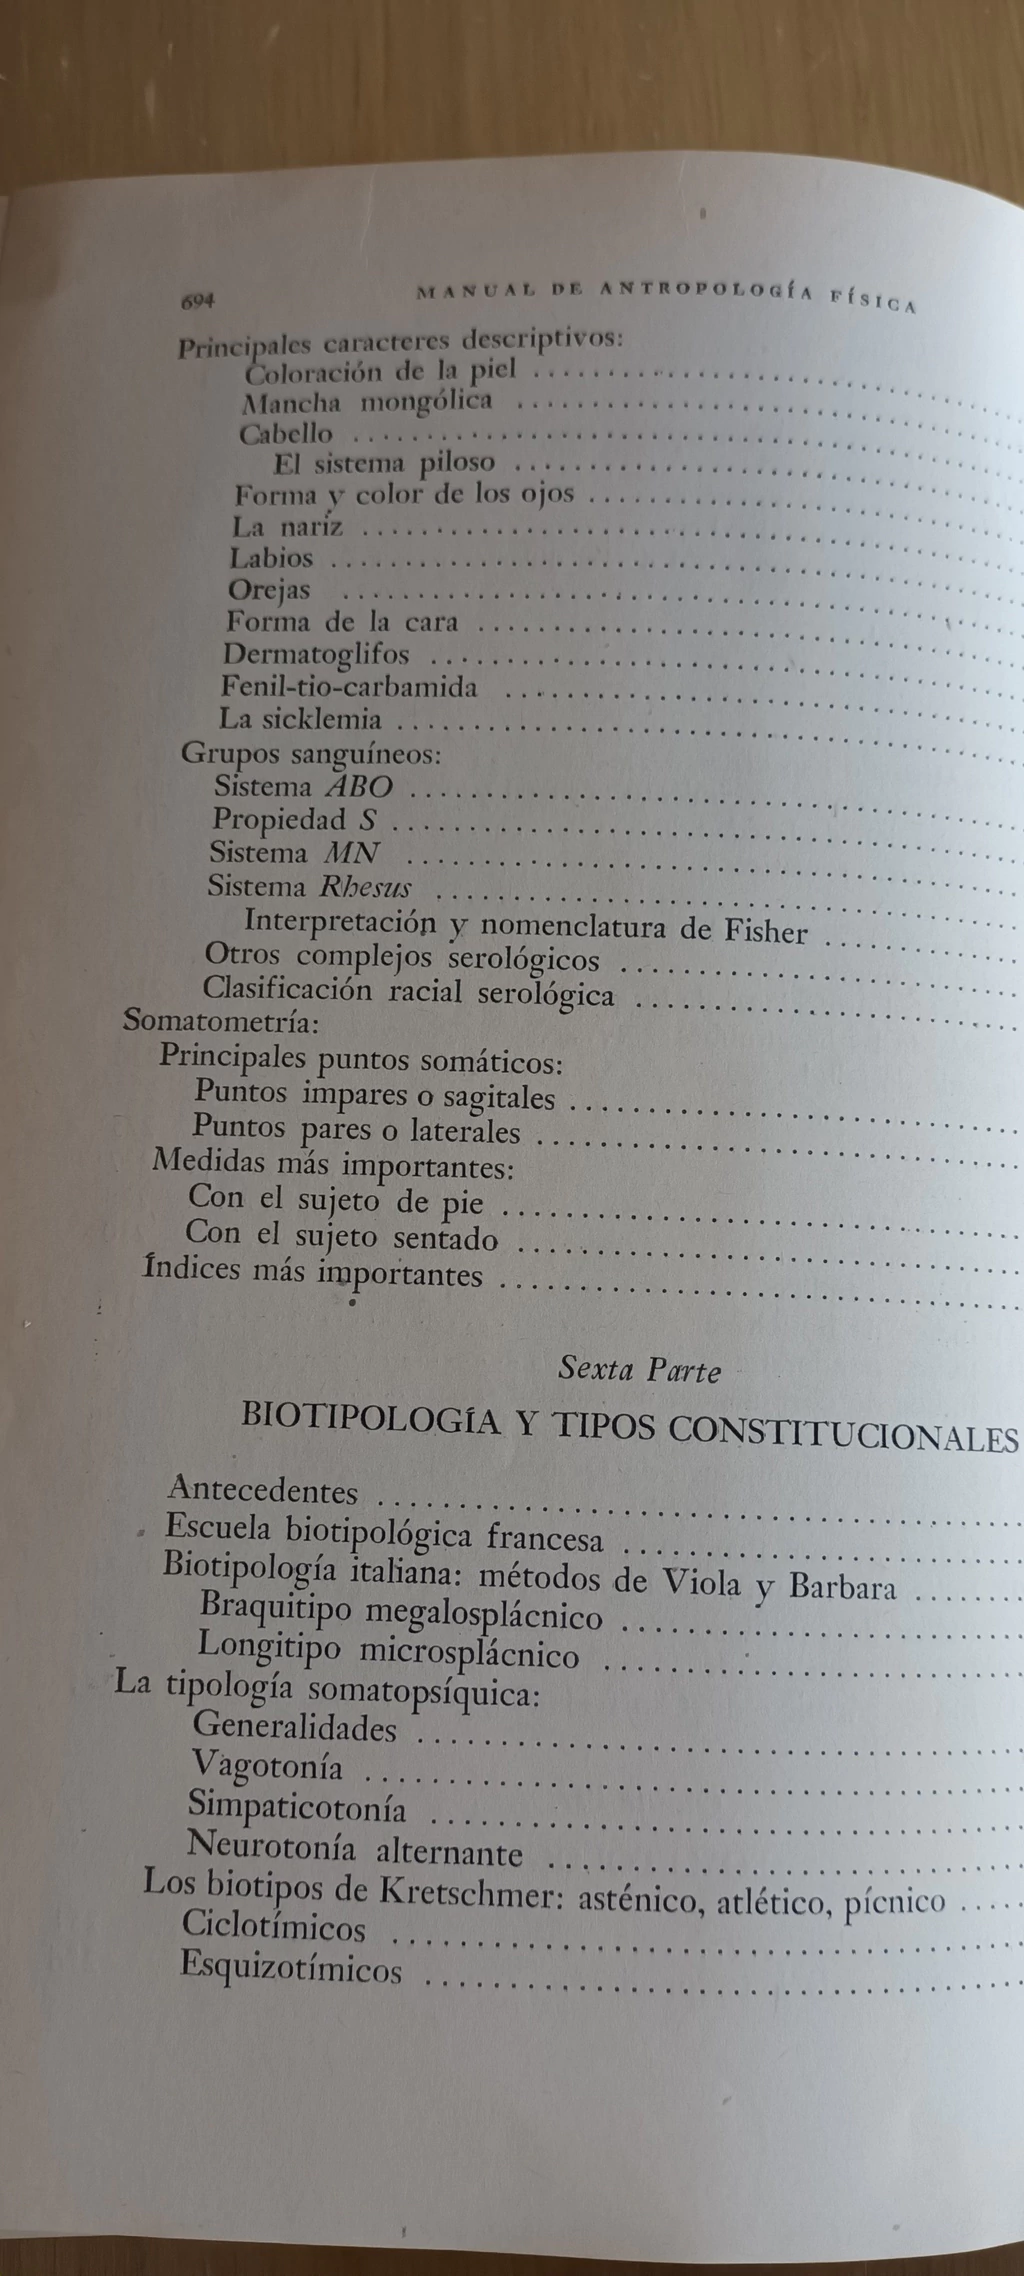 694 MANUAL DE ANTROPOLOGÍA FÍSICA
Principales caracteres descriptivos:
Coloración de la piel
Mancha mongólica
Cabello
El sistema piloso
Forma y color de los ojos
La naríz
Labios
Orejas
Forma de la cara
Dermatoglifos
Fenil-tio-carbamida
La sicklemia
Grupos sanguíneos:
Sistema ABO
Propiedad S
Sistema MN
Sistema Rhesus
Interpretación y nomenclatura de Fisher
Otros complejos serológicos
Clasificación racial serológica
Somatometría:
Principales puntos somáticos:
Puntos impares o sagitales
Puntos pares o laterales
Medidas más importantes:
Con el sujeto de pie
Con el sujeto sentado
Índices más importantes
Sexta Parte
BIOTIPOLOGÍA Y TIPOS CONSTITUCIONALES
Antecedentes
Escuela biotipológica francesa
Biotipología italiana: métodos de Viola y Barbara
Braquitipo megalosplácnico
Longitipo microsplácnico
La tipología somatopsíquica:
Generalidades
Vagotonía
Simpaticotonía
Neurotonía alternante
Los biotipos de Kretschmer: asténico, atlético, pícnico
Ciclotímicos
Esquizotímicos